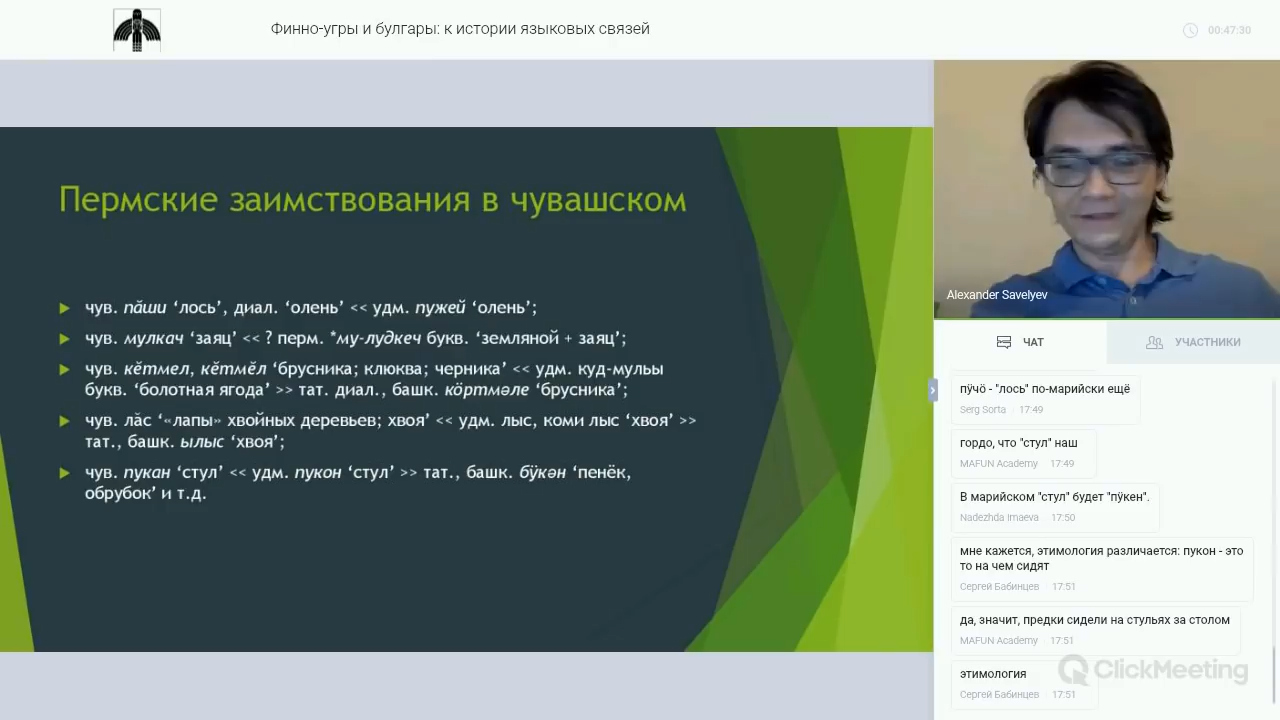 Финно-угры и булгары: к истории языковых связей
00:47:30
Пермские заимствования в чувашском
чув. пăши ‘лось’, диал. ‘олень’ << удм. пужей ‘олень’;
чув. мулкач ‘заяц’ << ? перм. *му-лудкеч букв. ‘земляной + заяц’;
чув. кĕтмел, кĕтмĕл ‘брусника; клюква; черника’ << удм. куд-мульы
букв. ‘болотная ягода’ >> тат. диал., башк. көртмәле ‘брусника’;
чув. лăс ‘«лапы» хвойных деревьев; хвоя’ << удм. лыс, коми лыс ‘хвоя’ >>
тат., башк. ылыс ‘хвоя’;
чув. пукан ‘стул’ << удм. пукон ‘стул’ >> тат., башк. бүкән ‘пенёк,
обрубок’ и т.д.
Alexander Savelyev
ЧАТ
УЧАСТНИКИ
пӱчӧ - "лось" по-марийски ещё
Serg Sorta · 17:49
гордо, что "стул" наш
MAFUN Academy · 17:49
В марийском "стул" будет "пӱкен".
Nadezhda Imaeva · 17:50
мне кажется, этимология различается: пукон - это
то на чем сидят
Сергей Бабинцев · 17:51
да, значит, предки сидели на стульях за столом
MAFUN Academy · 17:51
этимология
Сергей Бабинцев · 17:51
ClickMeeting